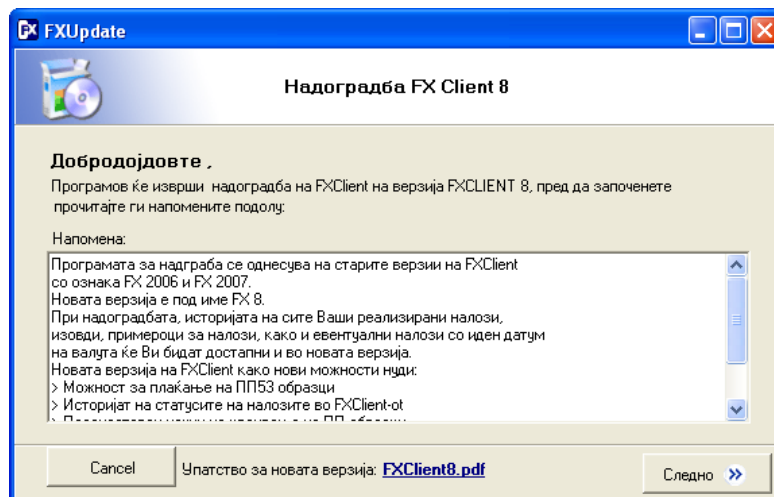 FXUpdate
Надоградба FX Client 8
Добродојдовте ,
Програмов ќе изврши надоградба на FXClient на верзија FXCLIENT 8, пред да започенете
прочитајте ги напомените подолу:
Напомена:
Програмата за надграба се однесува на старите верзии на FXClient
со ознака FX 2006 и FX 2007.
Новата верзија е под име FX 8.
При надоградбата, историјата на сите Ваши реализирани налози,
изовди, примероци за налози, како и евентуални налози со иден датум
на валута ќе Ви бидат достапни и во новата верзија.
Новата верзија на FXClient како нови можности нуди:
> Можност за плаќање на ПП53 обрасци
> Историјат на статусите на налозите во FXClient-ot
Cancel
Упатство за новата верзија: FXClient8.pdf
Следно